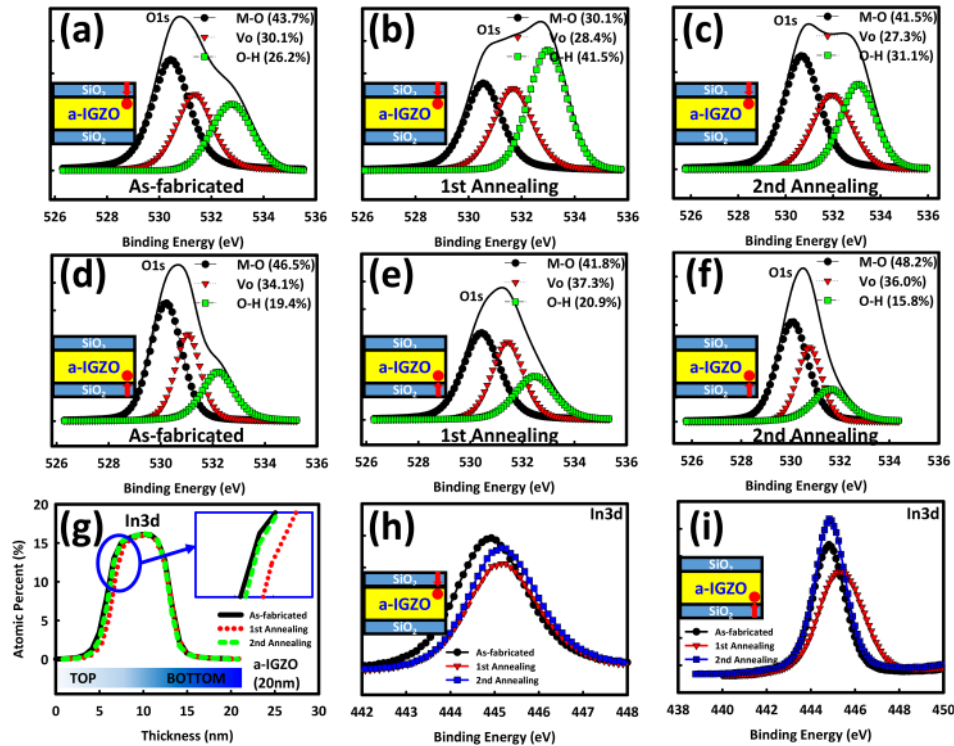 (a)
O1s
M-O (43.7%)
Vo (30.1%)
O-H (26.2%)
SiO2
a-IGZO
SiO2
As-fabricated
526 528 530 532 534 536
Binding Energy (eV)
(b)
O1s
M-O (30.1%)
Vo (28.4%)
O-H (41.5%)
SiO2
a-IGZO
SiO2
1st Annealing
526 528 530 532 534 536
Binding Energy (eV)
(c)
O1s
M-O (41.5%)
Vo (27.3%)
O-H (31.1%)
SiO2
a-IGZO
SiO2
2nd Annealing
526 528 530 532 534 536
Binding Energy (eV)
(d)
O1s
M-O (46.5%)
Vo (34.1%)
O-H (19.4%)
SiO2
a-IGZO
SiO2
As-fabricated
526 528 530 532 534 536
Binding Energy (eV)
(e)
O1s
M-O (41.8%)
Vo (37.3%)
O-H (20.9%)
SiO2
a-IGZO
SiO2
1st Annealing
526 528 530 532 534 536
Binding Energy (eV)
(f)
O1s
M-O (48.2%)
Vo (36.0%)
O-H (15.8%)
SiO2
a-IGZO
SiO2
2nd Annealing
526 528 530 532 534 536
Binding Energy (eV)
(g)
In3d
Atomic Percent (%)
20
15
10
5
0
As-fabricated
1st Annealing
2nd Annealing
a-IGZO
(20nm)
TOP BOTTOM
0 5 10 15 20 25 30
Thickness (nm)
(h)
In3d
SiO2
a-IGZO
SiO2
As-fabricated
1st Annealing
2nd Annealing
442 443 444 445 446 447 448
Binding Energy (eV)
(i)
In3d
SiO2
a-IGZO
SiO2
As-fabricated
1st Annealing
2nd Annealing
438 440 442 444 446 448 450
Binding Energy (eV)